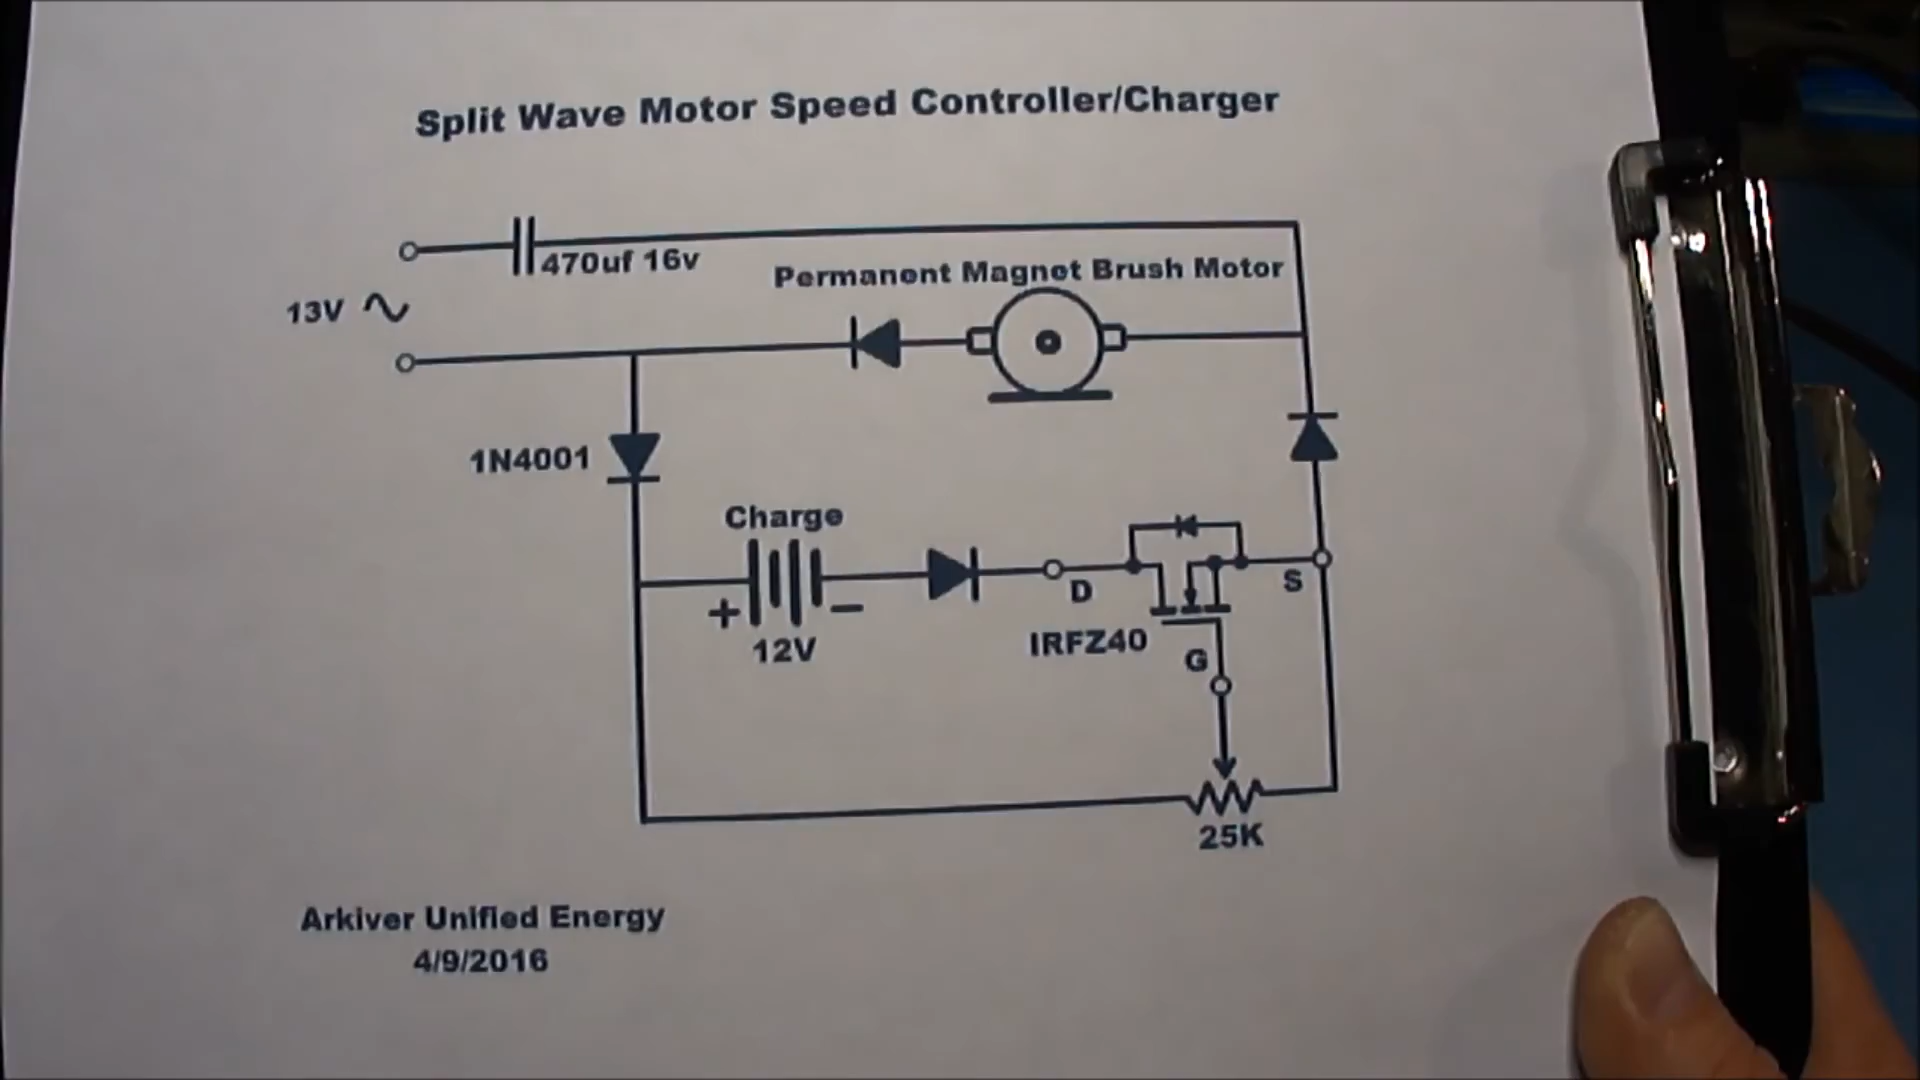 Split Wave Motor Speed Controller/Charger
470uf 16v
Permanent Magnet Brush Motor
13V
1N4001
Charge
+
−
12V
D
S
IRFZ40
G
25K
Arkiver Unified Energy
4/9/2016